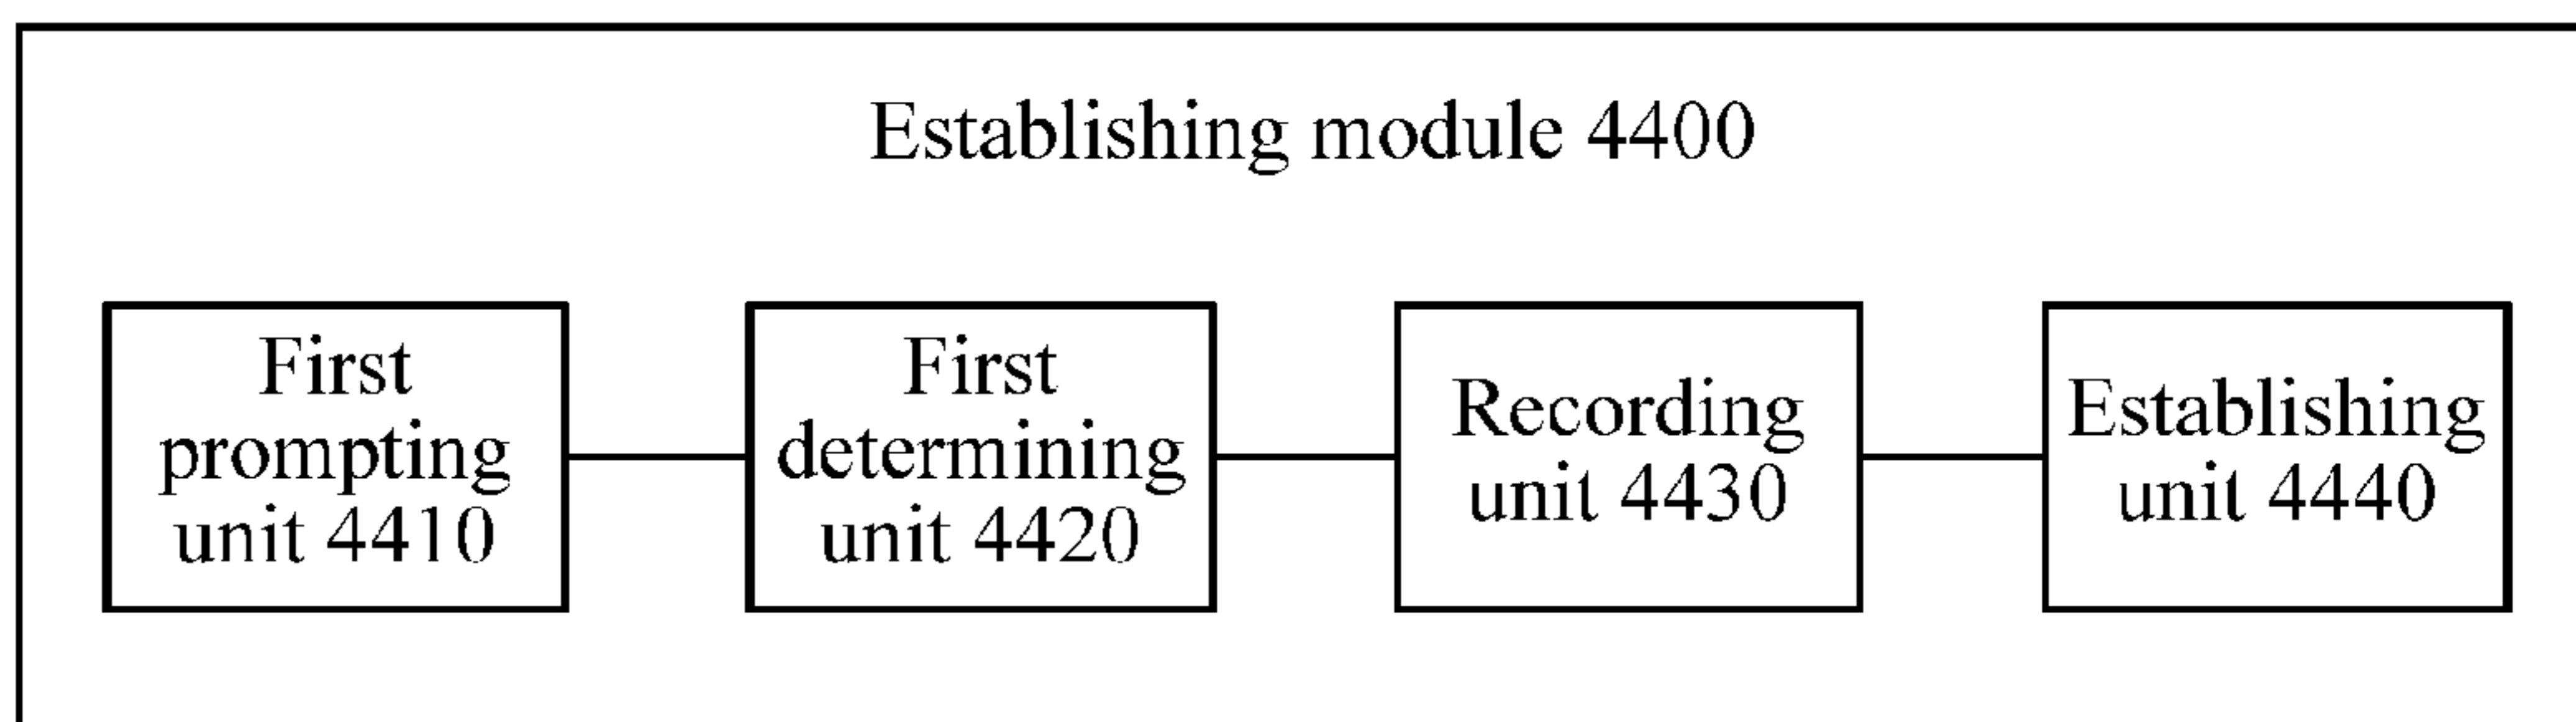 Establishing module 4400
First
prompting
unit 4410
First
determining
unit 4420
Recording
unit 4430
Establishing
unit 4440